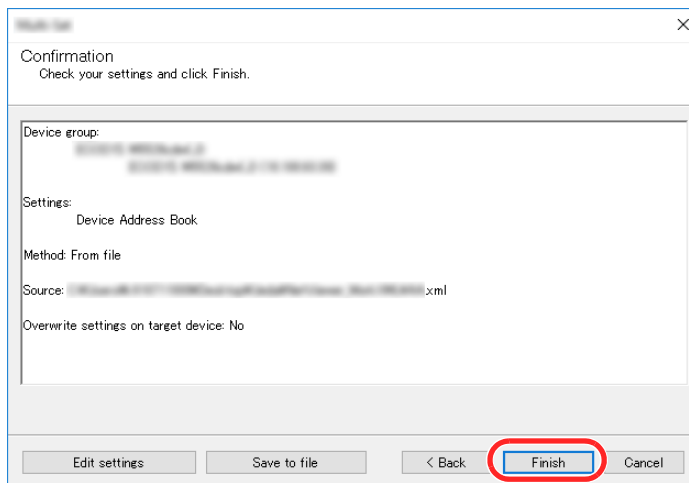 Confirmation
Check your settings and click Finish.
Device group:
Settings:
Device Address Book
Method: From file
Source: .xml
Overwrite settings on target device: No
Edit settings
Save to file
< Back
Finish
Cancel